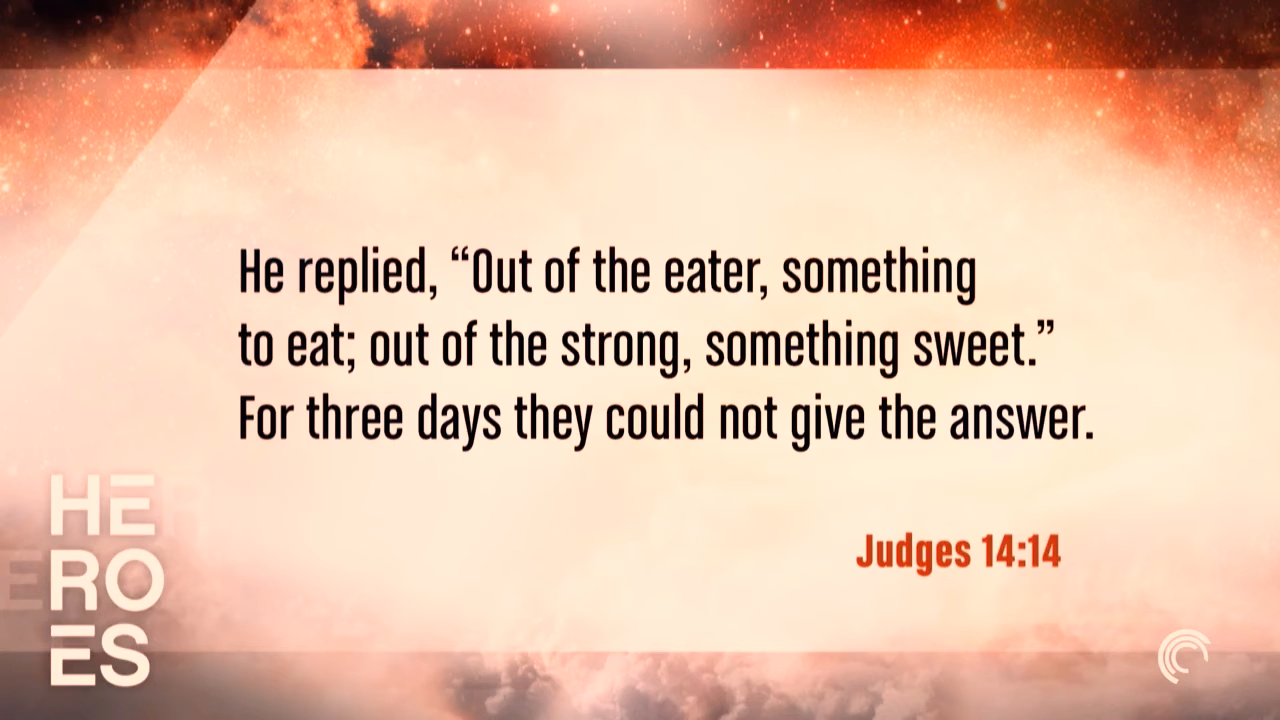 He replied, “Out of the eater, something
to eat; out of the strong, something sweet.”
For three days they could not give the answer.
Judges 14:14
HE
RO
ES